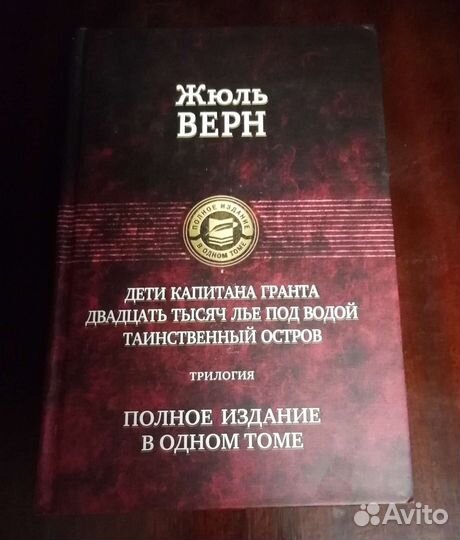 Жюль
ВЕРН
ПОЛНОЕ ИЗДАНИЕ
В ОДНОМ ТОМЕ
ДЕТИ КАПИТАНА ГРАНТА
ДВАДЦАТЬ ТЫСЯЧ ЛЬЕ ПОД ВОДОЙ
ТАИНСТВЕННЫЙ ОСТРОВ
ТРИЛОГИЯ
ПОЛНОЕ ИЗДАНИЕ
В ОДНОМ ТОМЕ
Avito